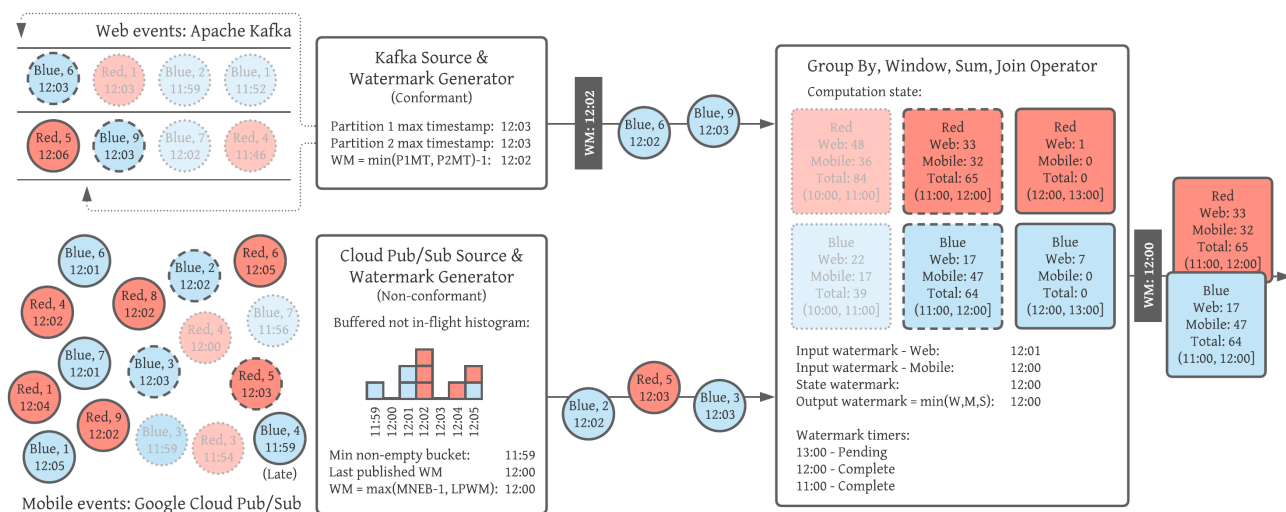 Web events: Apache Kafka
Blue, 6
12:03
Red, 1
12:03
Blue, 2
11:59
Blue, 1
11:52
Red, 5
12:06
Blue, 9
12:03
Blue, 7
12:02
Red, 4
11:46
Kafka Source &
Watermark Generator
(Conformant)
Partition 1 max timestamp: 12:03
Partition 2 max timestamp: 12:03
WM = min(P1MT, P2MT)-1: 12:02
WM: 12:02
Blue, 6
12:02
Blue, 9
12:03
Blue, 6
12:01
Blue, 2
12:02
Red, 6
12:05
Red, 4
12:02
Red, 8
12:02
Red, 4
12:00
Blue, 7
11:56
Blue, 7
12:01
Blue, 3
12:03
Red, 5
12:03
Red, 1
12:04
Red, 9
12:02
Blue, 3
11:59
Red, 3
11:54
Blue, 4
11:59
(Late)
Blue, 1
12:05
Mobile events: Google Cloud Pub/Sub
Cloud Pub/Sub Source &
Watermark Generator
(Non-conformant)
Buffered not in-flight histogram:
11:59
12:00
12:01
12:02
12:03
12:04
12:05
Min non-empty bucket: 11:59
Last published WM 12:00
WM = max(MNEB-1, LPWM): 12:00
Blue, 2
12:02
Red, 5
12:03
Blue, 3
12:03
Group By, Window, Sum, Join Operator
Computation state:
Red
Web: 48
Mobile: 36
Total: 84
(10:00, 11:00]
Red
Web: 33
Mobile: 32
Total: 65
(11:00, 12:00]
Red
Web: 1
Mobile: 0
Total: 0
(12:00, 13:00]
Blue
Web: 22
Mobile: 17
Total: 39
(10:00, 11:00]
Blue
Web: 17
Mobile: 47
Total: 64
(11:00, 12:00]
Blue
Web: 7
Mobile: 0
Total: 0
(12:00, 13:00]
Input watermark - Web: 12:01
Input watermark - Mobile: 12:00
State watermark: 12:00
Output watermark = min(W,M,S): 12:00
Watermark timers:
13:00 - Pending
12:00 - Complete
11:00 - Complete
WM: 12:00
Red
Web: 33
Mobile: 32
Total: 65
(11:00, 12:00]
Blue
Web: 17
Mobile: 47
Total: 64
(11:00, 12:00]